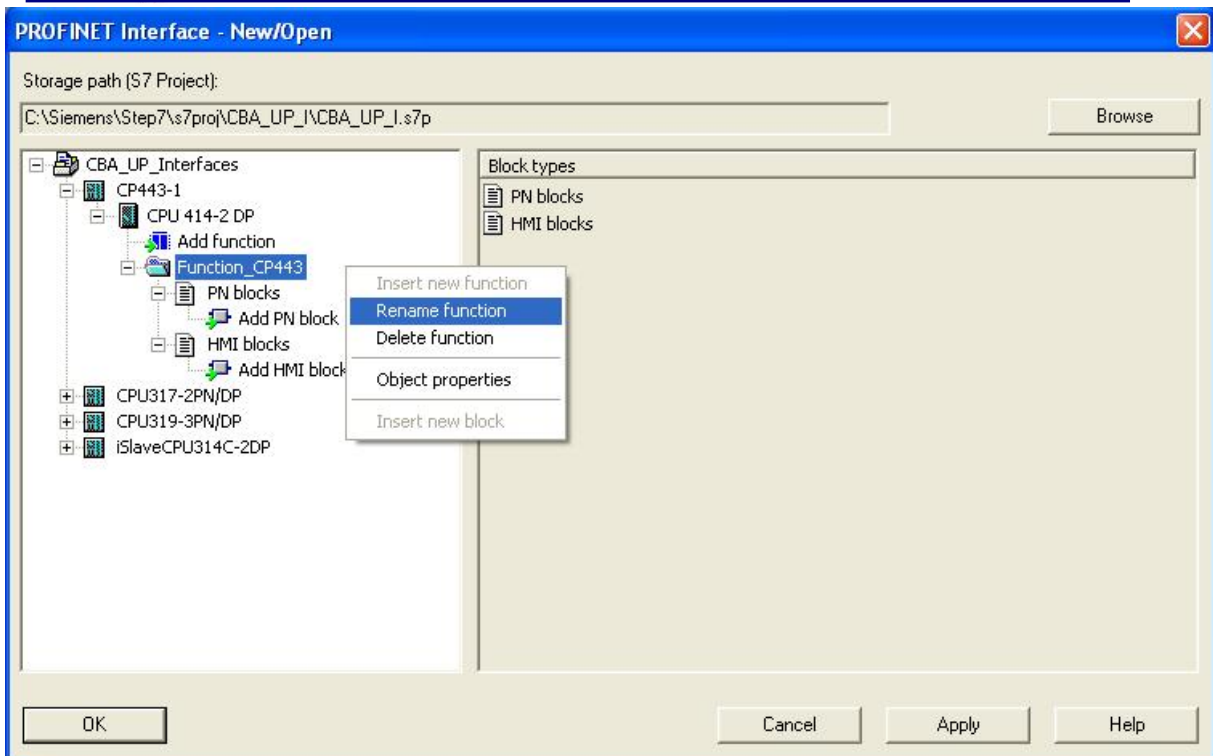 PROFINET Interface - New/Open
Storage path (S7 Project):
C:\Siemens\Step7\s7proj\CBA_UP_I\CBA_UP_I.s7p
Browse
CBA_UP_Interfaces
CP443-1
CPU 414-2 DP
Add function
Function_CP443
PN blocks
Add PN block
HMI blocks
Add HMI block
CPU317-2PN/DP
CPU319-3PN/DP
iSlaveCPU314C-2DP
Insert new function
Rename function
Delete function
Object properties
Insert new block
Block types
PN blocks
HMI blocks
OK
Cancel
Apply
Help